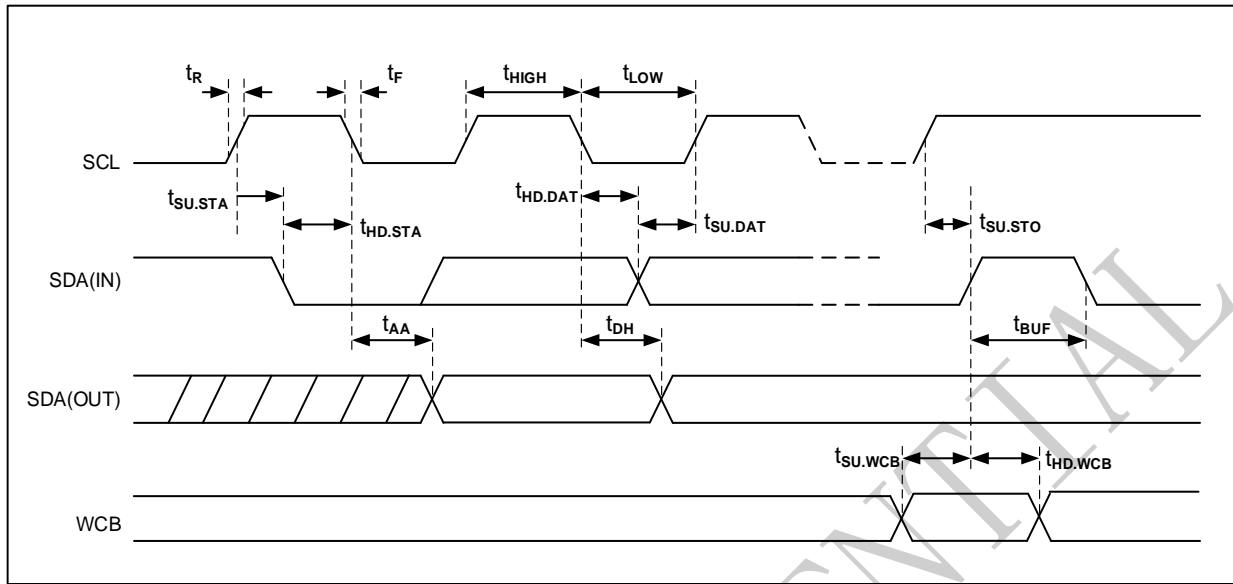 tR
tF
tHIGH
tLOW
SCL
tSU.STA
tHD.STA
tHD.DAT
tSU.DAT
tSU.STO
SDA(IN)
tAA
tDH
tBUF
SDA(OUT)
tSU.WCB
tHD.WCB
WCB
ENTIAL